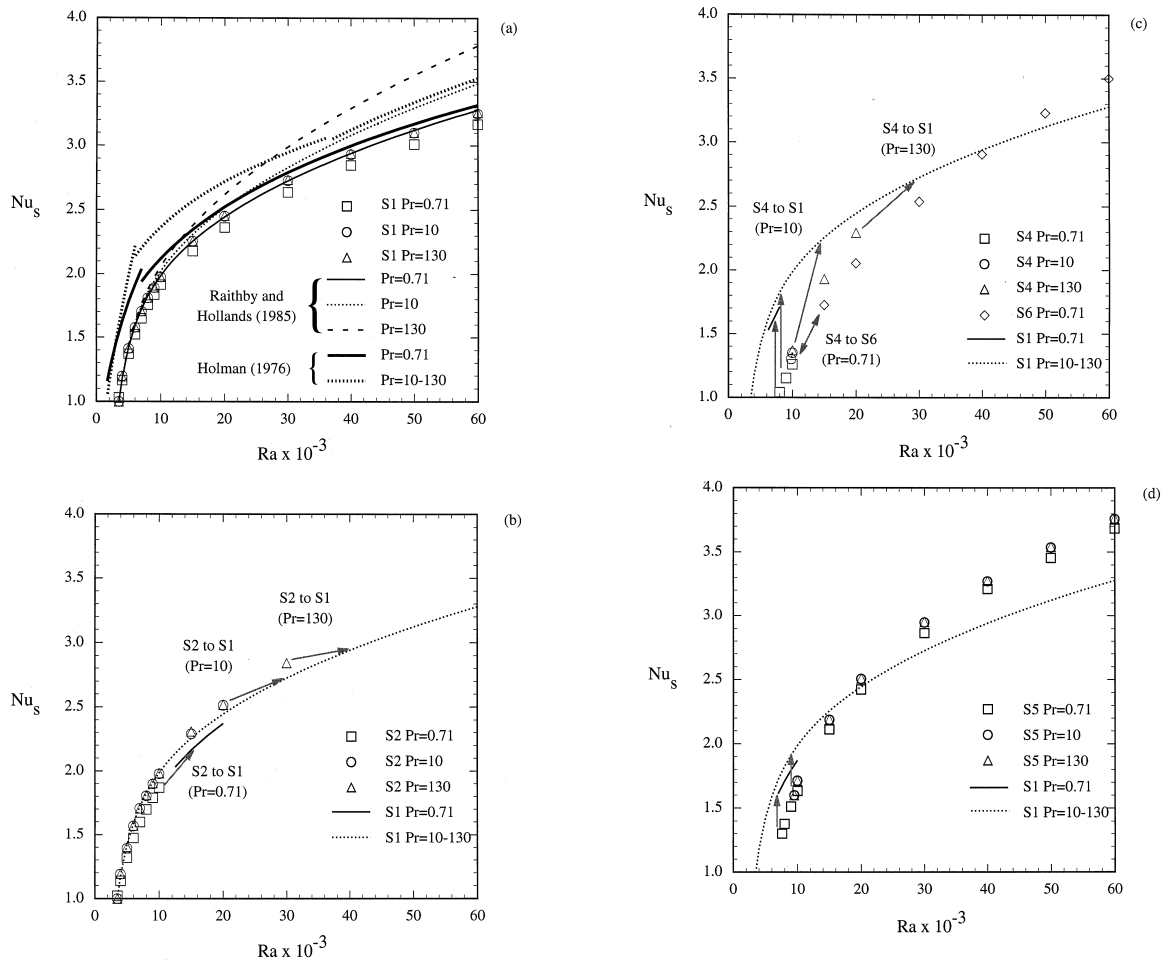 (a)
4.0
3.5
3.0
2.5
2.0
1.5
1.0
Nu_s
S1 Pr=0.71
S1 Pr=10
S1 Pr=130
Raithby and
Hollands (1985)
Pr=0.71
Pr=10
Pr=130
Holman (1976)
Pr=0.71
Pr=10-130
0 10 20 30 40 50 60
Ra x 10^-3
(b)
4.0
3.5
3.0
2.5
2.0
1.5
1.0
Nu_s
S2 to S1
(Pr=130)
S2 to S1
(Pr=10)
S2 to S1
(Pr=0.71)
S2 Pr=0.71
S2 Pr=10
S2 Pr=130
S1 Pr=0.71
S1 Pr=10-130
0 10 20 30 40 50 60
Ra x 10^-3
(c)
4.0
3.5
3.0
2.5
2.0
1.5
1.0
Nu_s
S4 to S1
(Pr=130)
S4 to S1
(Pr=10)
S4 to S6
(Pr=0.71)
S4 Pr=0.71
S4 Pr=10
S4 Pr=130
S6 Pr=0.71
S1 Pr=0.71
S1 Pr=10-130
0 10 20 30 40 50 60
Ra x 10^-3
(d)
4.0
3.5
3.0
2.5
2.0
1.5
1.0
Nu_s
S5 Pr=0.71
S5 Pr=10
S5 Pr=130
S1 Pr=0.71
S1 Pr=10-130
0 10 20 30 40 50 60
Ra x 10^-3